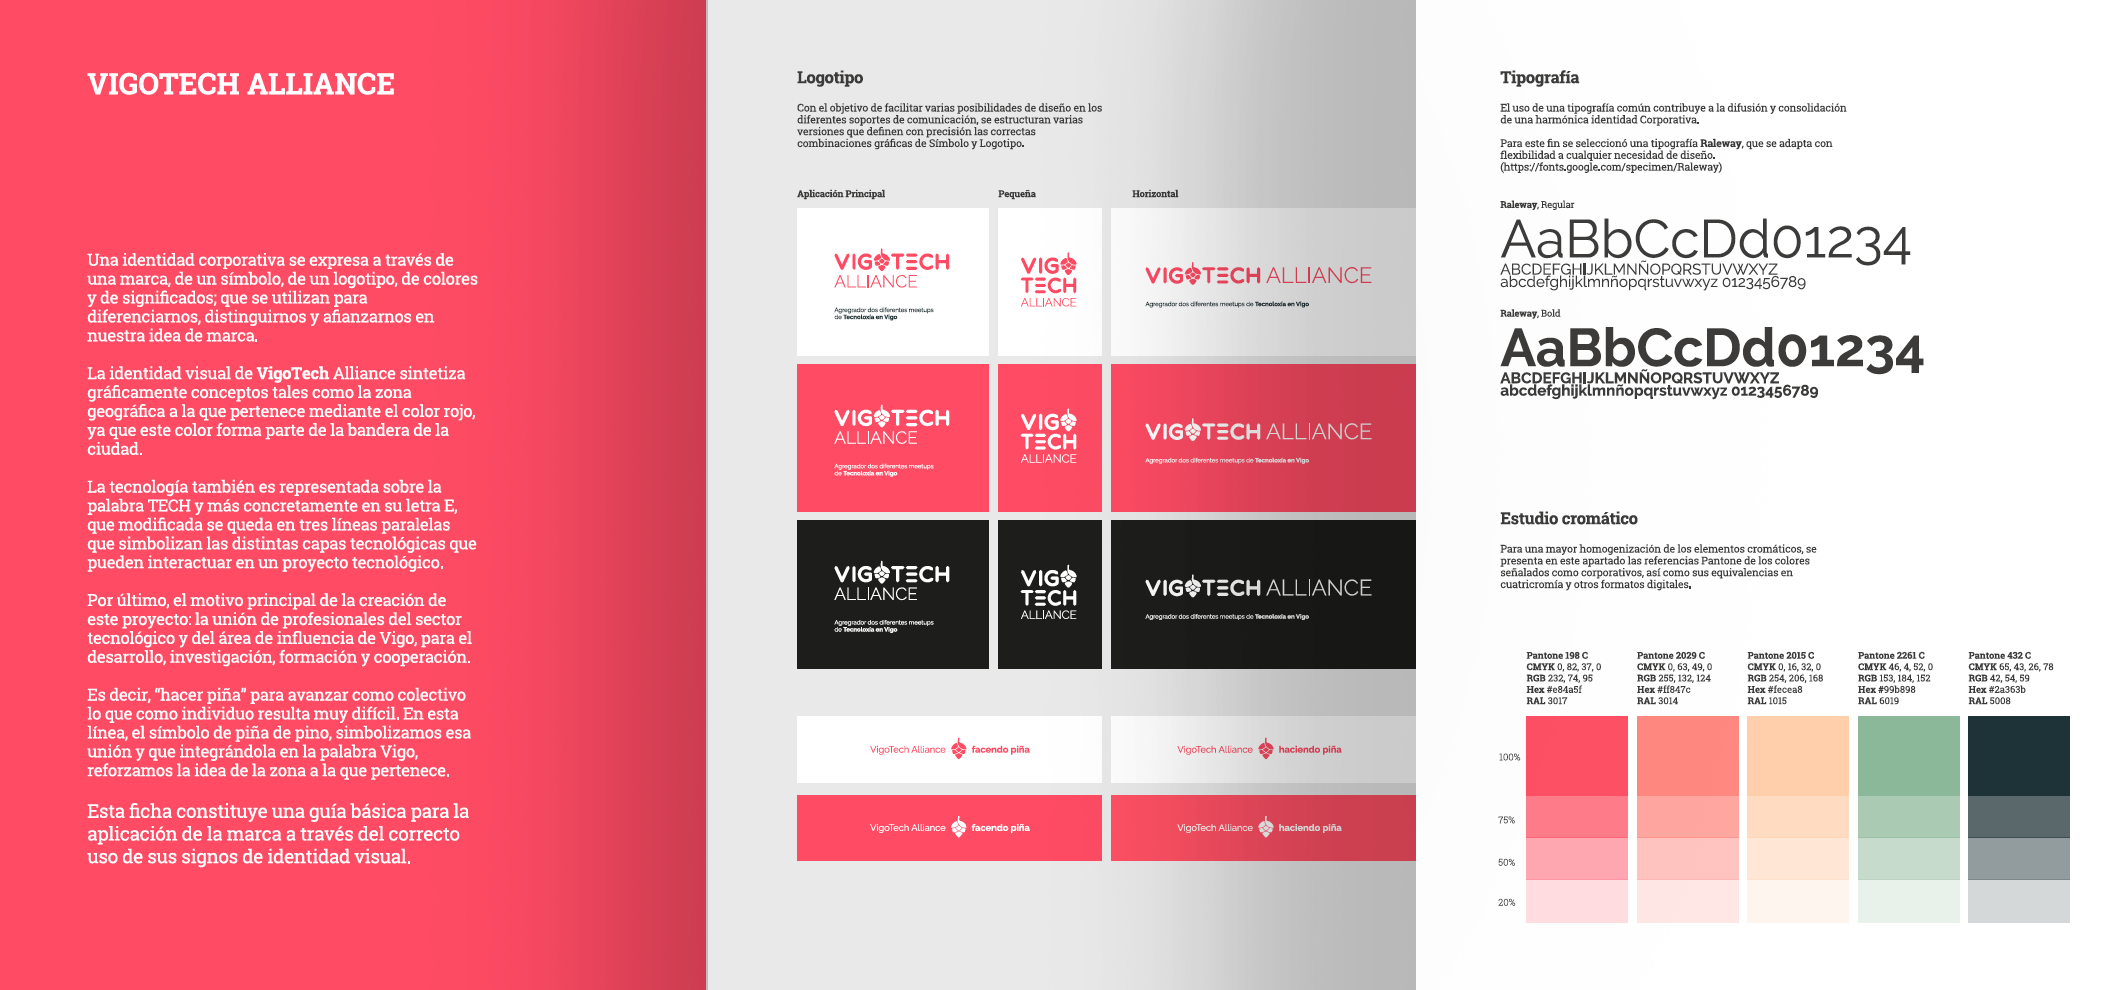 VIGOTECH ALLIANCE
Una identidad corporativa se expresa a través de
una marca, de un símbolo, de un logotipo, de colores
y de significados; que se utilizan para
diferenciarnos, distinguirnos y afianzarnos en
nuestra idea de marca.
La identidad visual de VigoTech Alliance sintetiza
gráficamente conceptos tales como la zona
geográfica a la que pertenece mediante el color rojo,
ya que este color forma parte de la bandera de la
ciudad.
La tecnología también es representada sobre la
palabra TECH y más concretamente en su letra E,
que modificada se queda en tres líneas paralelas
que simbolizan las distintas capas tecnológicas que
pueden interactuar en un proyecto tecnológico.
Por último, el motivo principal de la creación de
este proyecto: la unión de profesionales del sector
tecnológico y del área de influencia de Vigo, para el
desarrollo, investigación, formación y cooperación.
Es decir, “hacer piña” para avanzar como colectivo
lo que como individuo resulta muy difícil. En esta
línea, el símbolo de piña de pino, simbolizamos esa
unión y que integrándola en la palabra Vigo,
reforzamos la idea de la zona a la que pertenece.
Esta ficha constituye una guía básica para la
aplicación de la marca a través del correcto
uso de sus signos de identidad visual.
Logotipo
Con el objetivo de facilitar varias posibilidades de diseño en los
diferentes soportes de comunicación, se estructuran varias
versiones que definen con precisión las correctas
combinaciones gráficas de Símbolo y Logotipo.
Aplicación Principal
Pequeña
Horizontal
VIGOTECH
ALLIANCE
Agregrador dos diferentes meetups
de Tecnoloxía en Vigo
VIGO
TECH
ALLIANCE
VIGOTECH ALLIANCE
Agregrador dos diferentes meetups de Tecnoloxía en Vigo
VIGOTECH
ALLIANCE
Agregrador dos diferentes meetups
de Tecnoloxía en Vigo
VIGO
TECH
ALLIANCE
VIGOTECH ALLIANCE
Agregrador dos diferentes meetups de Tecnoloxía en Vigo
VIGOTECH
ALLIANCE
Agregrador dos diferentes meetups
de Tecnoloxía en Vigo
VIGO
TECH
ALLIANCE
VIGOTECH ALLIANCE
Agregrador dos diferentes meetups de Tecnoloxía en Vigo
VigoTech Alliance facendo piña
VigoTech Alliance haciendo piña
VigoTech Alliance facendo piña
VigoTech Alliance haciendo piña
Tipografía
El uso de una tipografía común contribuye a la difusión y consolidación
de una harmónica identidad Corporativa.
Para este fin se seleccionó una tipografía Raleway, que se adapta con
flexibilidad a cualquier necesidad de diseño.
(https://fonts.google.com/specimen/Raleway)
Raleway, Regular
AaBbCcDd01234
ABCDEFGHIJKLMNÑOPQRSTUVWXYZ
abcdefghijklmnñopqrstuvwxyz 0123456789
Raleway, Bold
AaBbCcDd01234
ABCDEFGHIJKLMNÑOPQRSTUVWXYZ
abcdefghijklmnñopqrstuvwxyz 0123456789
Estudio cromático
Para una mayor homogenización de los elementos cromáticos, se
presenta en este apartado las referencias Pantone de los colores
señalados como corporativos, así como sus equivalencias en
cuatricromía y otros formatos digitales.
Pantone 198 C
CMYK 0, 82, 37, 0
RGB 232, 74, 95
Hex #e84a5f
RAL 3017
Pantone 2029 C
CMYK 0, 63, 49, 0
RGB 255, 132, 124
Hex #ff847c
RAL 3014
Pantone 2015 C
CMYK 0, 16, 32, 0
RGB 254, 206, 168
Hex #fecea8
RAL 1015
Pantone 2261 C
CMYK 46, 4, 52, 0
RGB 153, 184, 152
Hex #99b898
RAL 6019
Pantone 432 C
CMYK 65, 43, 26, 78
RGB 42, 54, 59
Hex #2a363b
RAL 5008
100%
75%
50%
20%